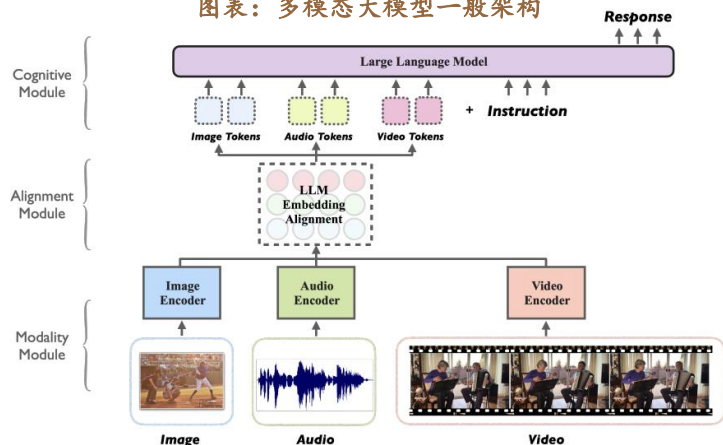 图表：多模态大模型一般架构
Response
Cognitive
Module
Large Language Model
Image Tokens
Audio Tokens
Video Tokens
+
Instruction
Alignment
Module
LLM
Embedding
Alignment
Image
Encoder
Audio
Encoder
Video
Encoder
Modality
Module
Image
Audio
Video